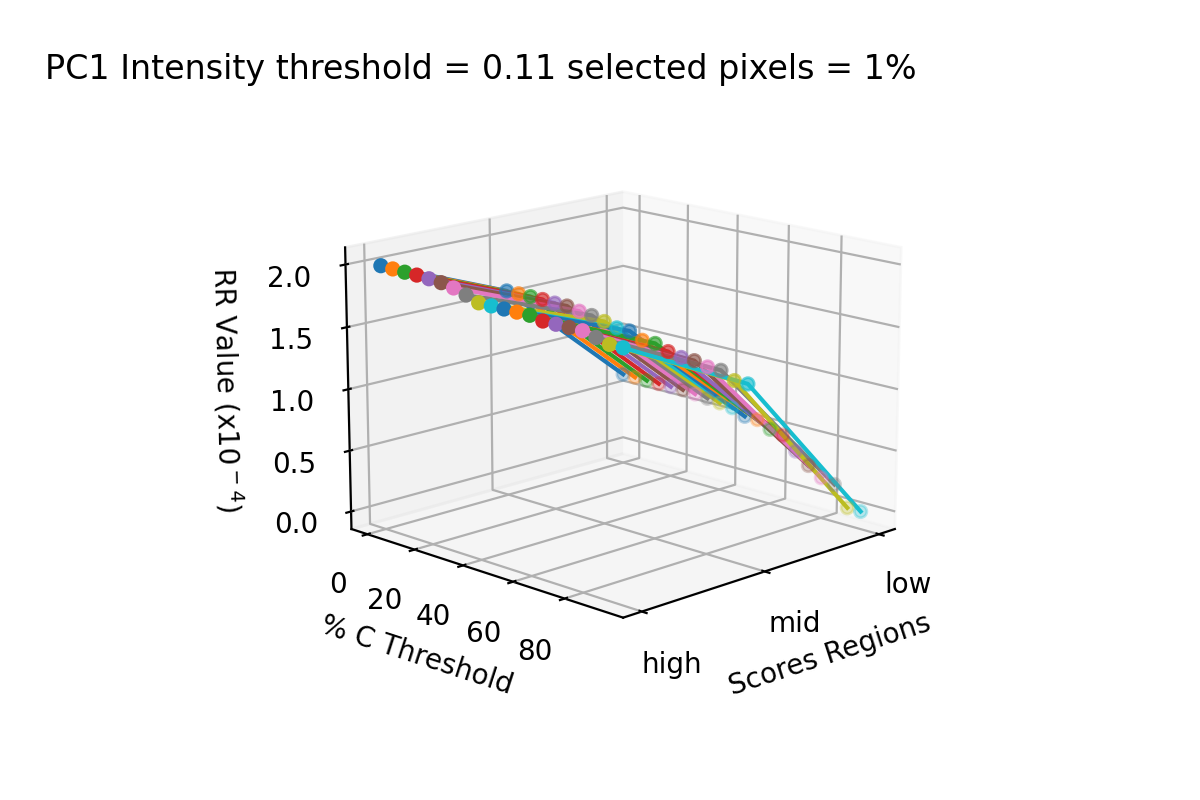 PC1 Intensity threshold = 0.11 selected pixels = 1%
RR Value (x10⁻⁴)
2.0
1.5
1.0
0.5
0.0
0
20
40
60
80
% C Threshold
high
mid
low
Scores Regions